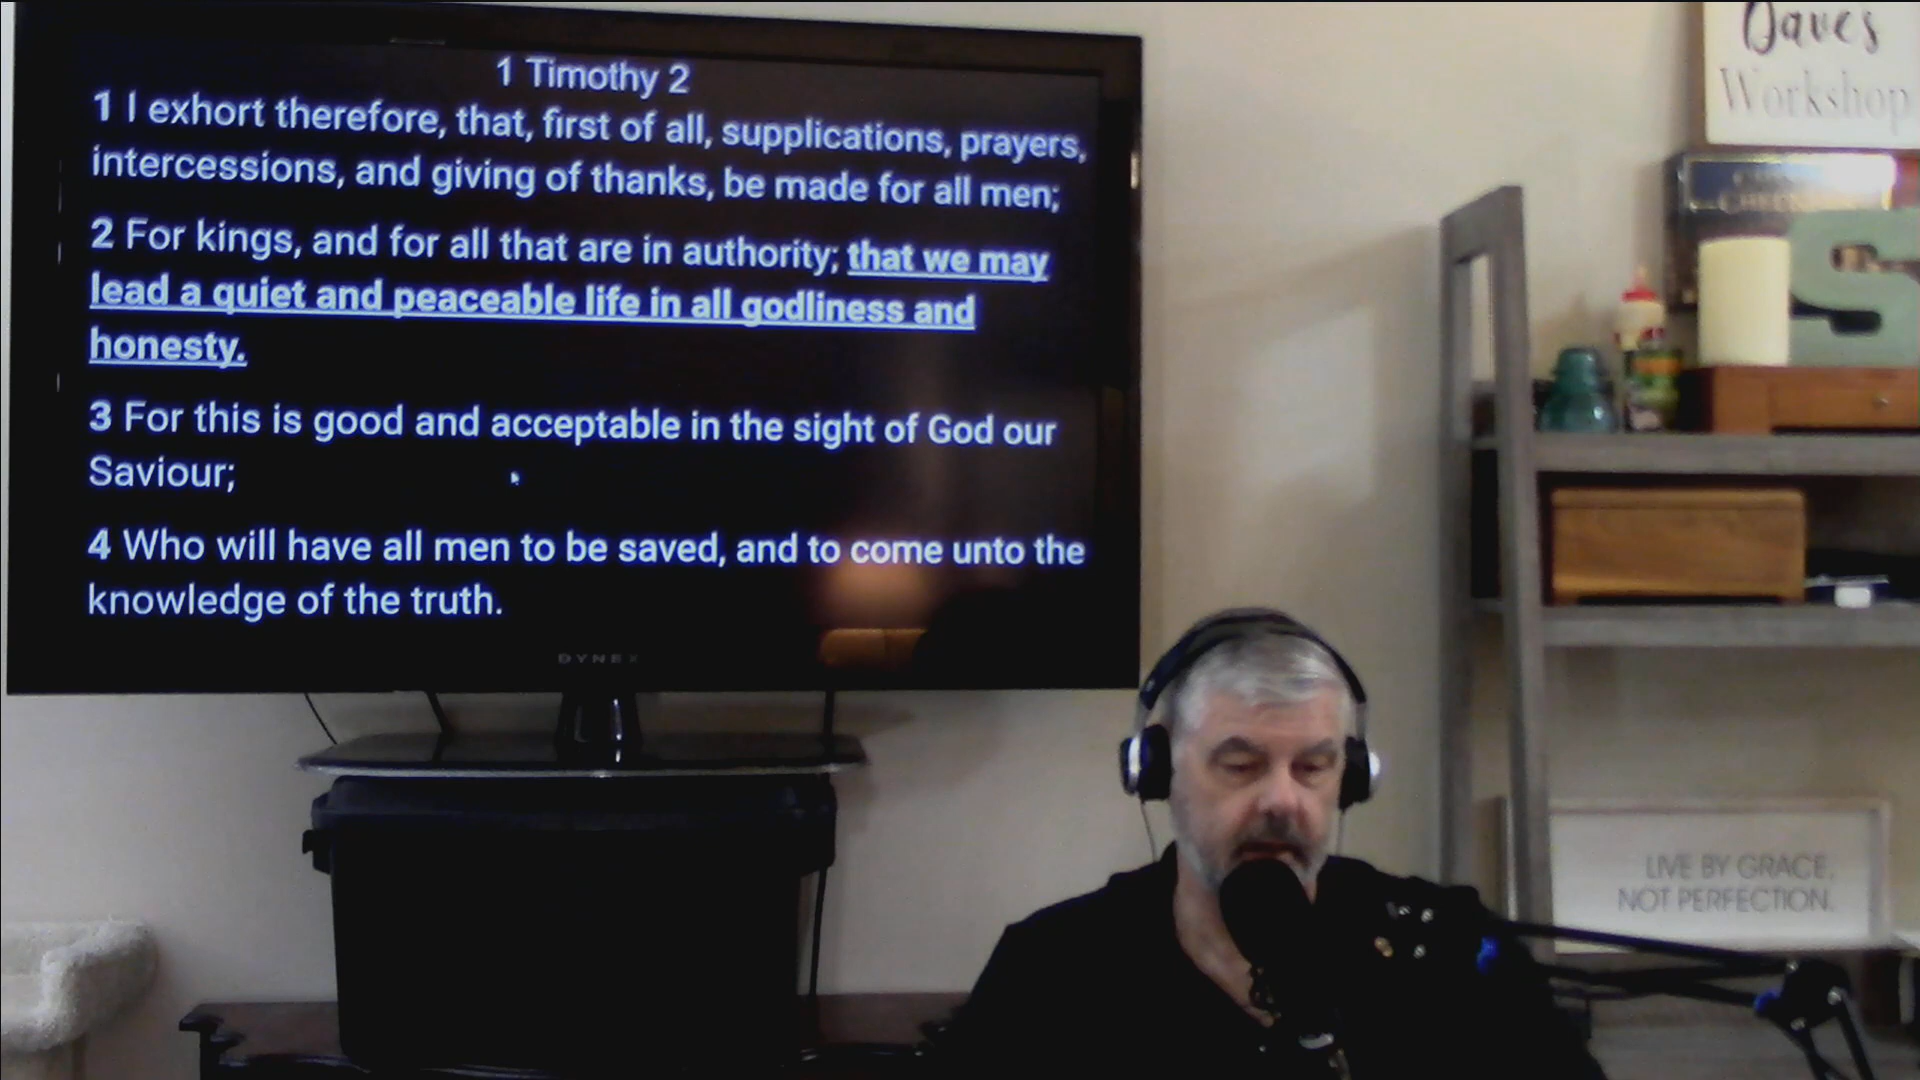 1 Timothy 2
1 I exhort therefore, that, first of all, supplications, prayers,
intercessions, and giving of thanks, be made for all men;
2 For kings, and for all that are in authority; that we may
lead a quiet and peaceable life in all godliness and
honesty.
3 For this is good and acceptable in the sight of God our
Saviour;
4 Who will have all men to be saved, and to come unto the
knowledge of the truth.
DYNEX
Daves
Workshop
S
LIVE BY GRACE,
NOT PERFECTION.